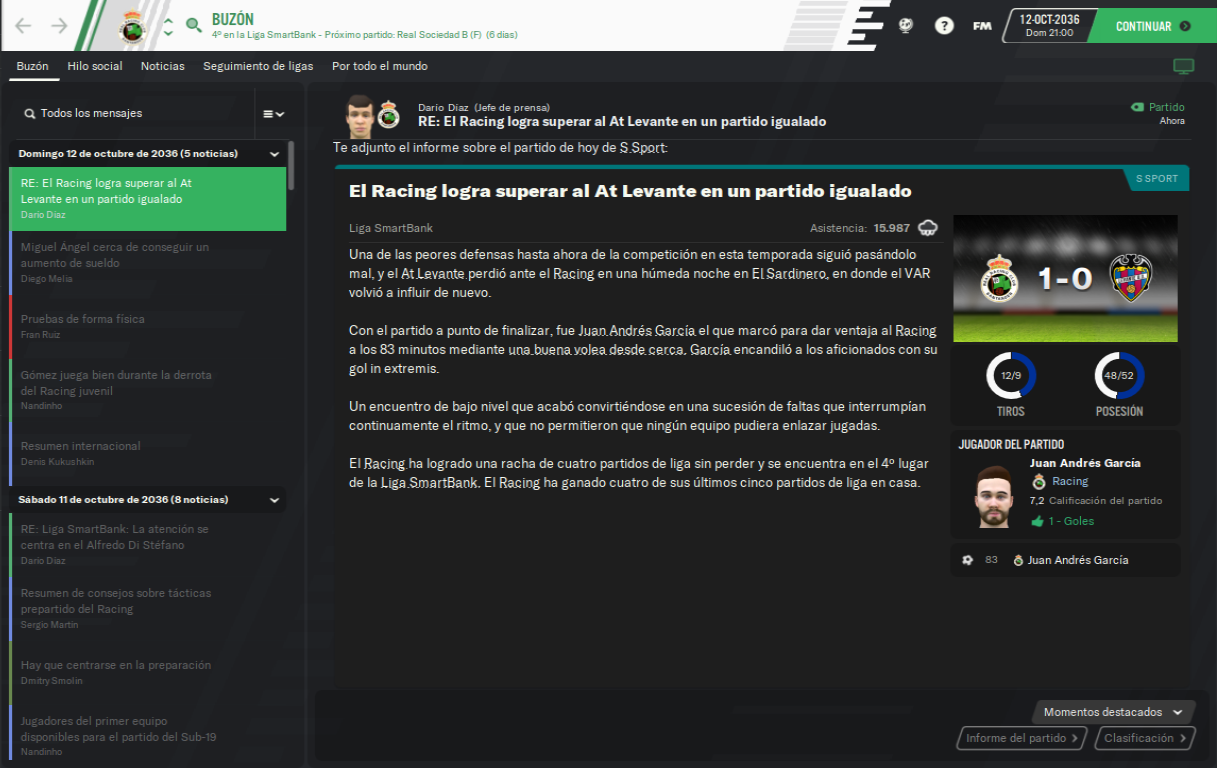 BUZÓN
4º en la Liga SmartBank - Próximo partido: Real Sociedad B (F) (6 días)
?
FM
12-OCT-2036
Dom 21:00
CONTINUAR
Buzón
Hilo social
Noticias
Seguimiento de ligas
Por todo el mundo
Todos los mensajes
Domingo 12 de octubre de 2036 (5 noticias)
RE: El Racing logra superar al At
Levante en un partido igualado
Darío Díaz
Miguel Ángel cerca de conseguir un
aumento de sueldo
Diego Melia
Pruebas de forma física
Fran Ruiz
Gómez juega bien durante la derrota
del Racing juvenil
Nandinho
Resumen internacional
Denis Kukushkin
Sábado 11 de octubre de 2036 (8 noticias)
RE: Liga SmartBank: La atención se
centra en el Alfredo Di Stéfano
Darío Díaz
Resumen de consejos sobre tácticas
prepartido del Racing
Sergio Martín
Hay que centrarse en la preparación
Dmitry Smolin
Jugadores del primer equipo
disponibles para el partido del Sub-19
Nandinho
Darío Díaz (Jefe de prensa)
RE: El Racing logra superar al At Levante en un partido igualado
Partido
Ahora
Te adjunto el informe sobre el partido de hoy de S Sport:
S SPORT
El Racing logra superar al At Levante en un partido igualado
Liga SmartBank
Asistencia: 15.987
Una de las peores defensas hasta ahora de la competición en esta temporada siguió pasándolo
mal, y el At Levante perdió ante el Racing en una húmeda noche en El Sardinero, en donde el VAR
volvió a influir de nuevo.
Con el partido a punto de finalizar, fue Juan Andrés García el que marcó para dar ventaja al Racing
a los 83 minutos mediante una buena volea desde cerca. García encandiló a los aficionados con su
gol in extremis.
Un encuentro de bajo nivel que acabó convirtiéndose en una sucesión de faltas que interrumpían
continuamente el ritmo, y que no permitieron que ningún equipo pudiera enlazar jugadas.
El Racing ha logrado una racha de cuatro partidos de liga sin perder y se encuentra en el 4º lugar
de la Liga SmartBank. El Racing ha ganado cuatro de sus últimos cinco partidos de liga en casa.
1-0
12/9
TIROS
48/52
POSESIÓN
JUGADOR DEL PARTIDO
Juan Andrés García
Racing
7,2 Calificación del partido
1 - Goles
83 Juan Andrés García
Momentos destacados
Informe del partido
Clasificación